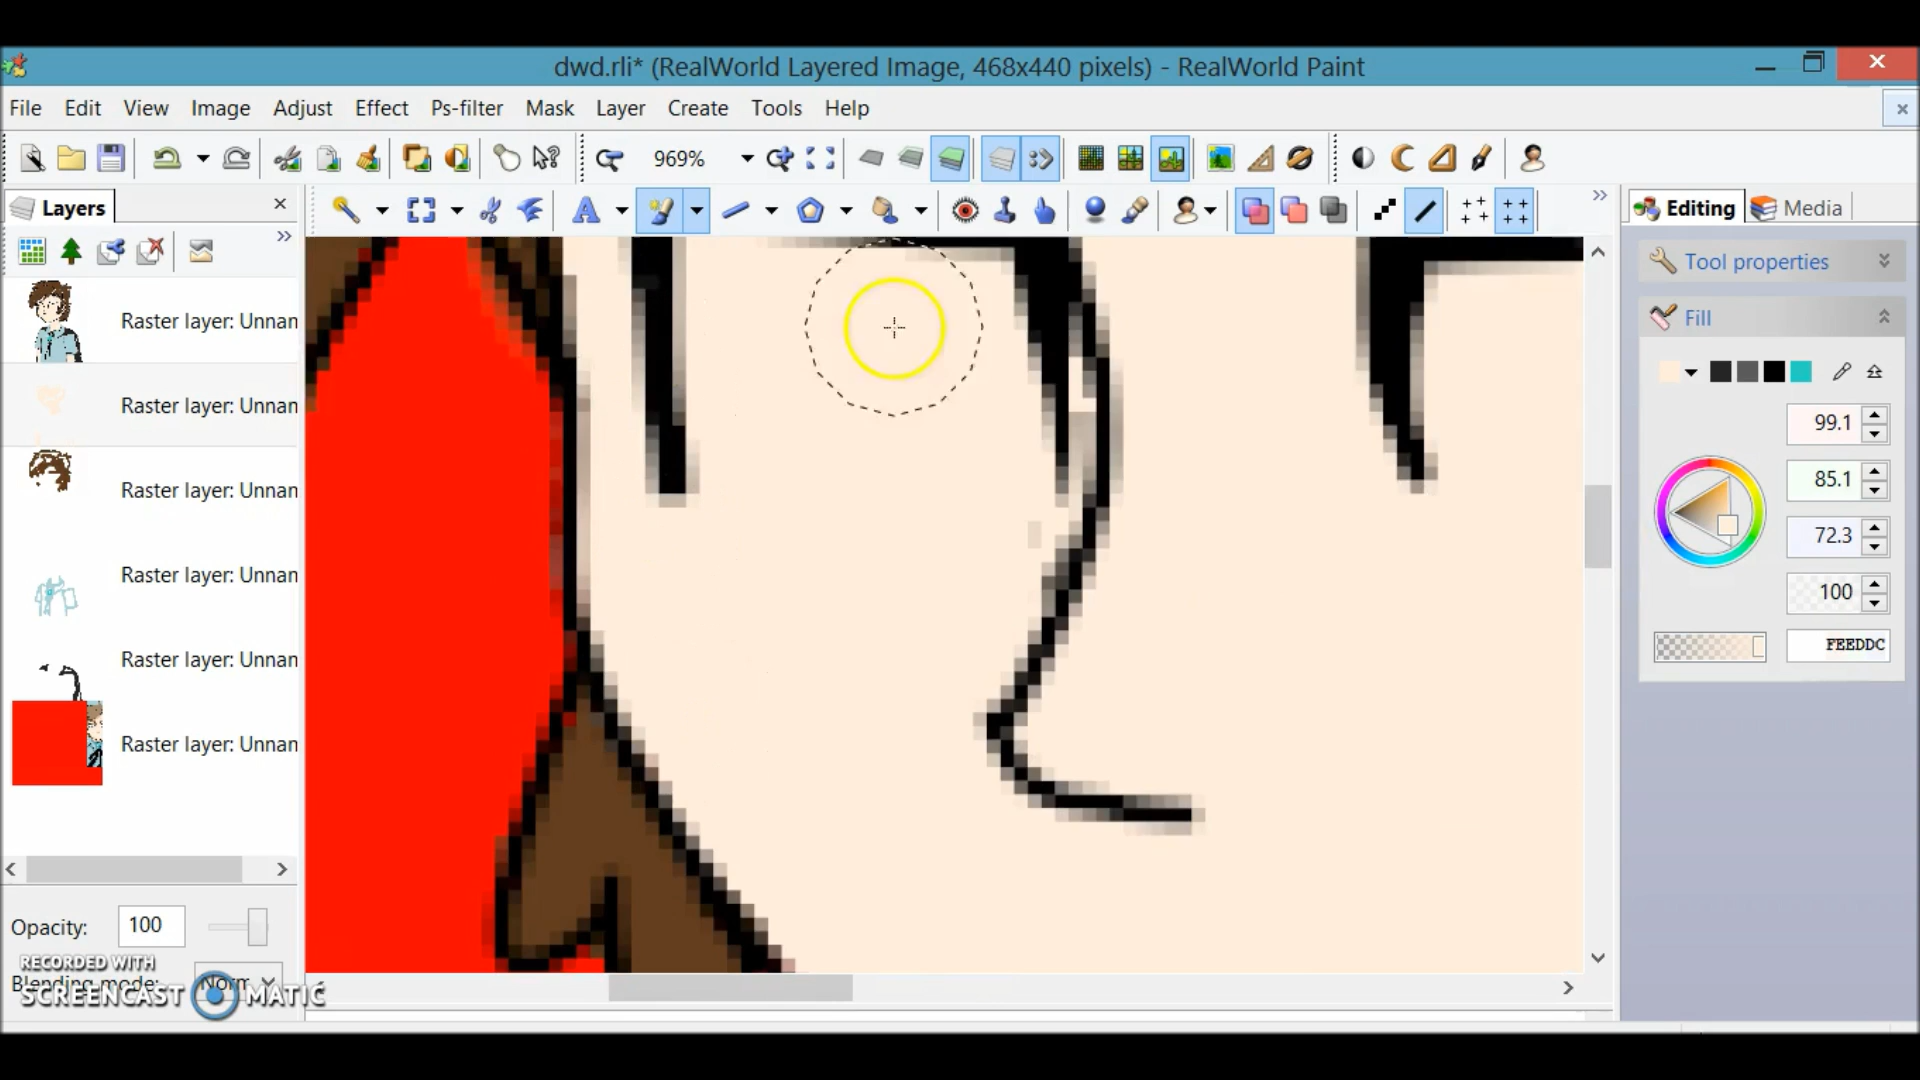 dwd.rli* (RealWorld Layered Image, 468x440 pixels) - RealWorld Paint
File Edit View Image Adjust Effect Ps-filter Mask Layer Create Tools Help
969%
Layers
Editing
Media
Tool properties
Fill
Raster layer: Unnan
Raster layer: Unnan
Raster layer: Unnan
Raster layer: Unnan
Raster layer: Unnan
Raster layer: Unnan
99.1
85.1
72.3
100
FEEDDC
Opacity: 100
Blending mode: Norm
RECORDED WITH
SCREENCAST MATIC